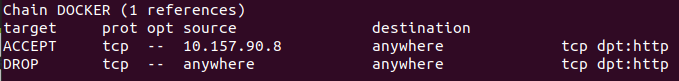 Chain DOCKER (1 references)
target prot opt source destination
ACCEPT tcp -- 10.157.90.8 anywhere tcp dpt:http
DROP tcp -- anywhere anywhere tcp dpt:http